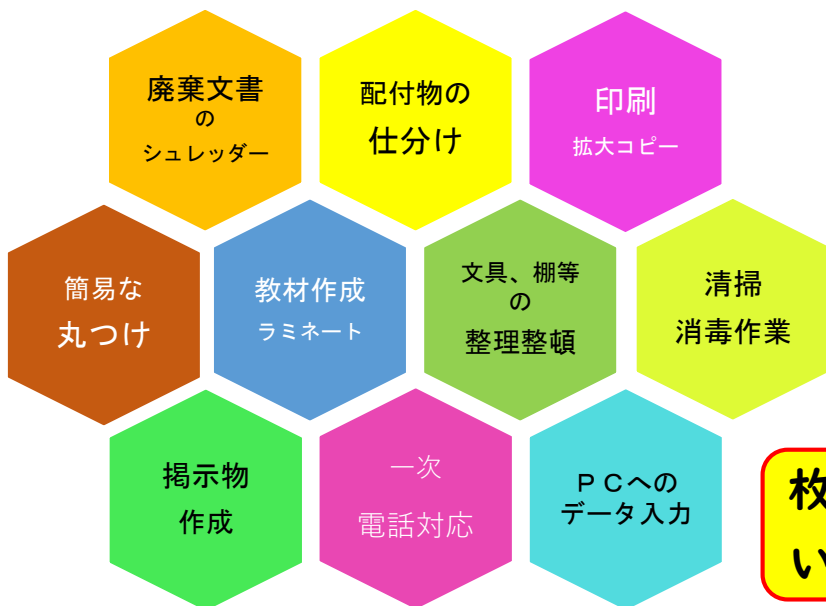 廃棄文書
の
シュレッダー
配付物の
仕分け
印刷
拡大コピー
簡易な
丸つけ
教材作成
ラミネート
文具、棚等
の
整理整頓
清掃
消毒作業
掲示物
作成
一次
電話対応
ＰＣへの
データ入力
枚
い